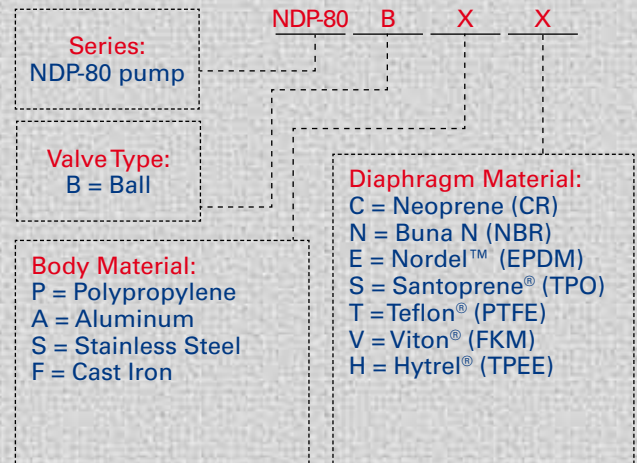 NDP-80 B X X
Series:
NDP-80 pump
Valve Type:
B = Ball
Body Material:
P = Polypropylene
A = Aluminum
S = Stainless Steel
F = Cast Iron
Diaphragm Material:
C = Neoprene (CR)
N = Buna N (NBR)
E = Nordel™ (EPDM)
S = Santoprene® (TPO)
T = Teflon® (PTFE)
V = Viton® (FKM)
H = Hytrel® (TPEE)